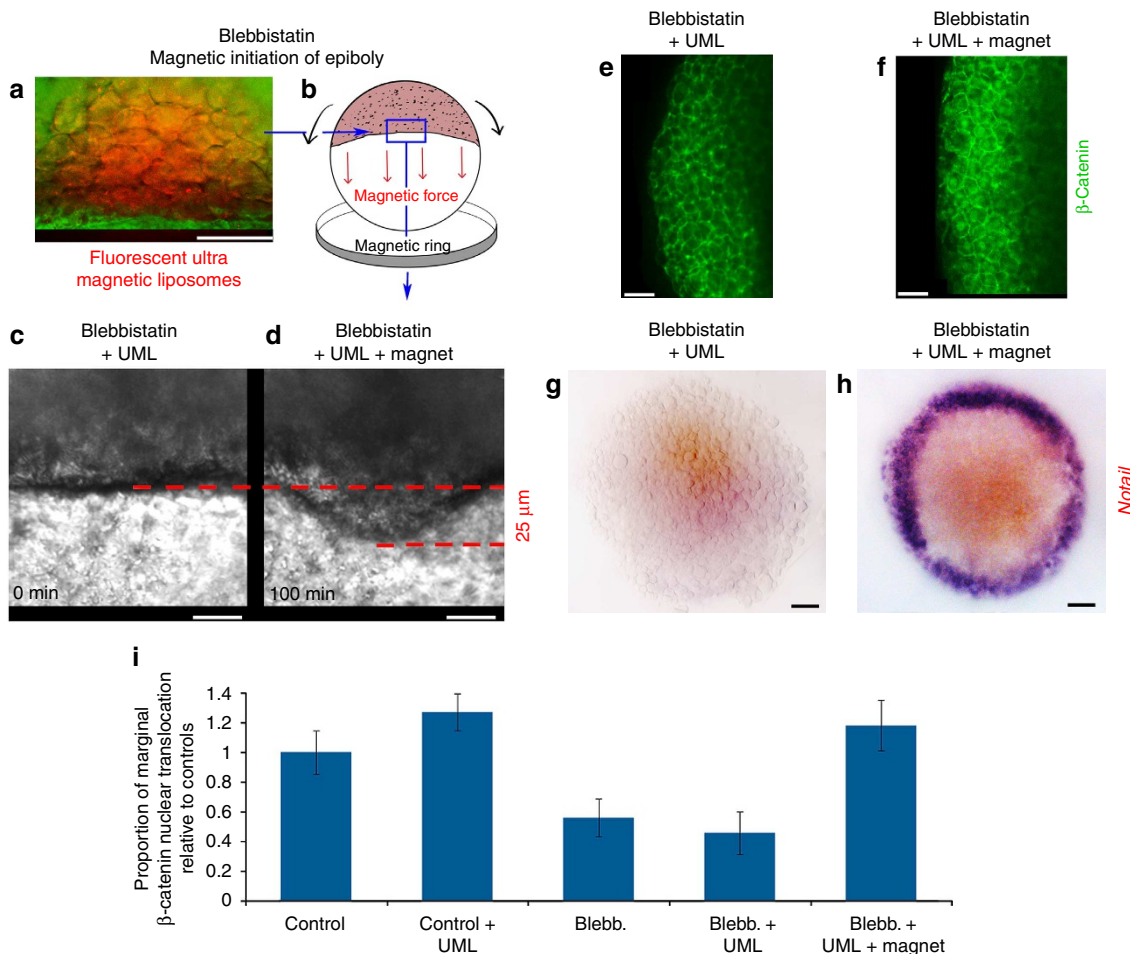 Blebbistatin
Magnetic initiation of epiboly
a
b
Magnetic force
Magnetic ring
Fluorescent ultra
magnetic liposomes
Blebbistatin
+ UML
e
Blebbistatin
+ UML + magnet
f
β-Catenin
c
Blebbistatin
+ UML
0 min
d
Blebbistatin
+ UML + magnet
100 min
25 μm
Blebbistatin
+ UML
g
Blebbistatin
+ UML + magnet
h
Notail
i
Proportion of marginal
β-catenin nuclear translocation
relative to controls
1.4
1.2
1
0.8
0.6
0.4
0.2
0
Control
Control +
UML
Blebb.
Blebb. +
UML
Blebb. +
UML + magnet